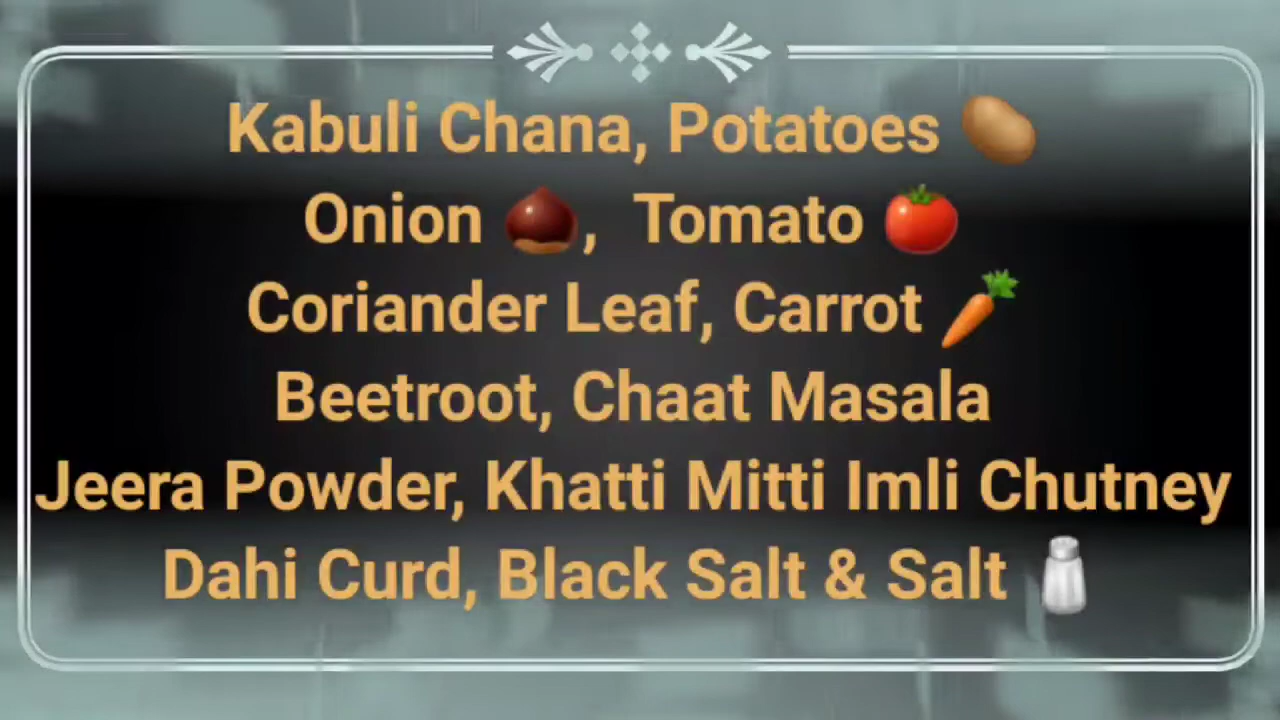 Kabuli Chana, Potatoes 🥔
Onion 🌰, Tomato 🍅
Coriander Leaf, Carrot 🥕
Beetroot, Chaat Masala
Jeera Powder, Khatti Mitti Imli Chutney
Dahi Curd, Black Salt & Salt 🧂